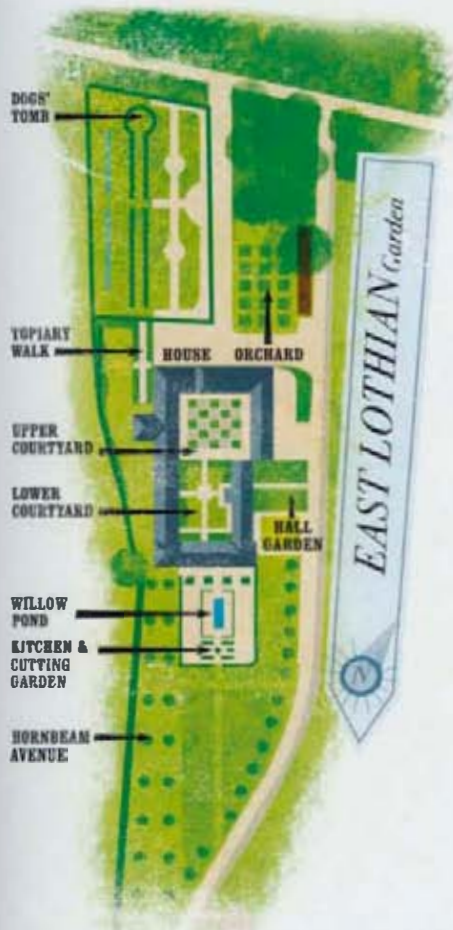 DOGS'
TOMB
TOPIARY
WALK
HOUSE
ORCHARD
UPPER
COURTYARD
LOWER
COURTYARD
HALL
GARDEN
WILLOW
POND
KITCHEN &
CUTTING
GARDEN
HORNBEAM
AVENUE
EAST LOTHIAN Garden
N